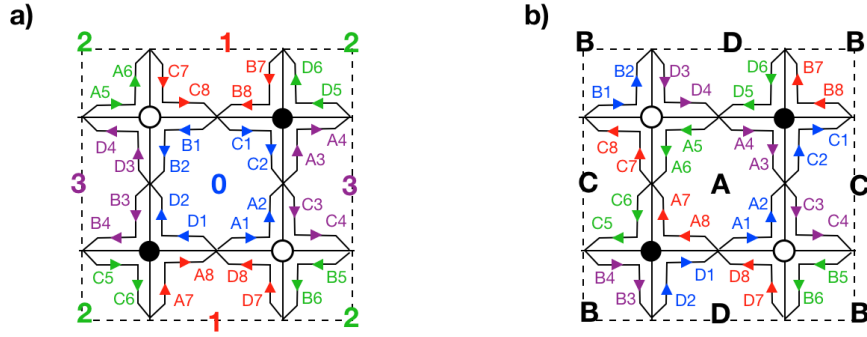 a)
2 1 2
A6 C7 B7 D6
A5 C8 B8 D5
D4 B1 C1 A4
D3 B2 C2 A3
3 0 3
B3 D2 A2 C3
B4 D1 A1 C4
C5 A8 D8 B5
C6 A7 D7 B6
2 1 2
b)
B D B
B2 D3 D6 B7
B1 D4 D5 B8
C8 A5 A4 C1
C7 A6 A3 C2
C A C
C6 A7 A2 C3
C5 A8 A1 C4
B4 D1 D8 B5
B3 D2 D7 B6
B D B